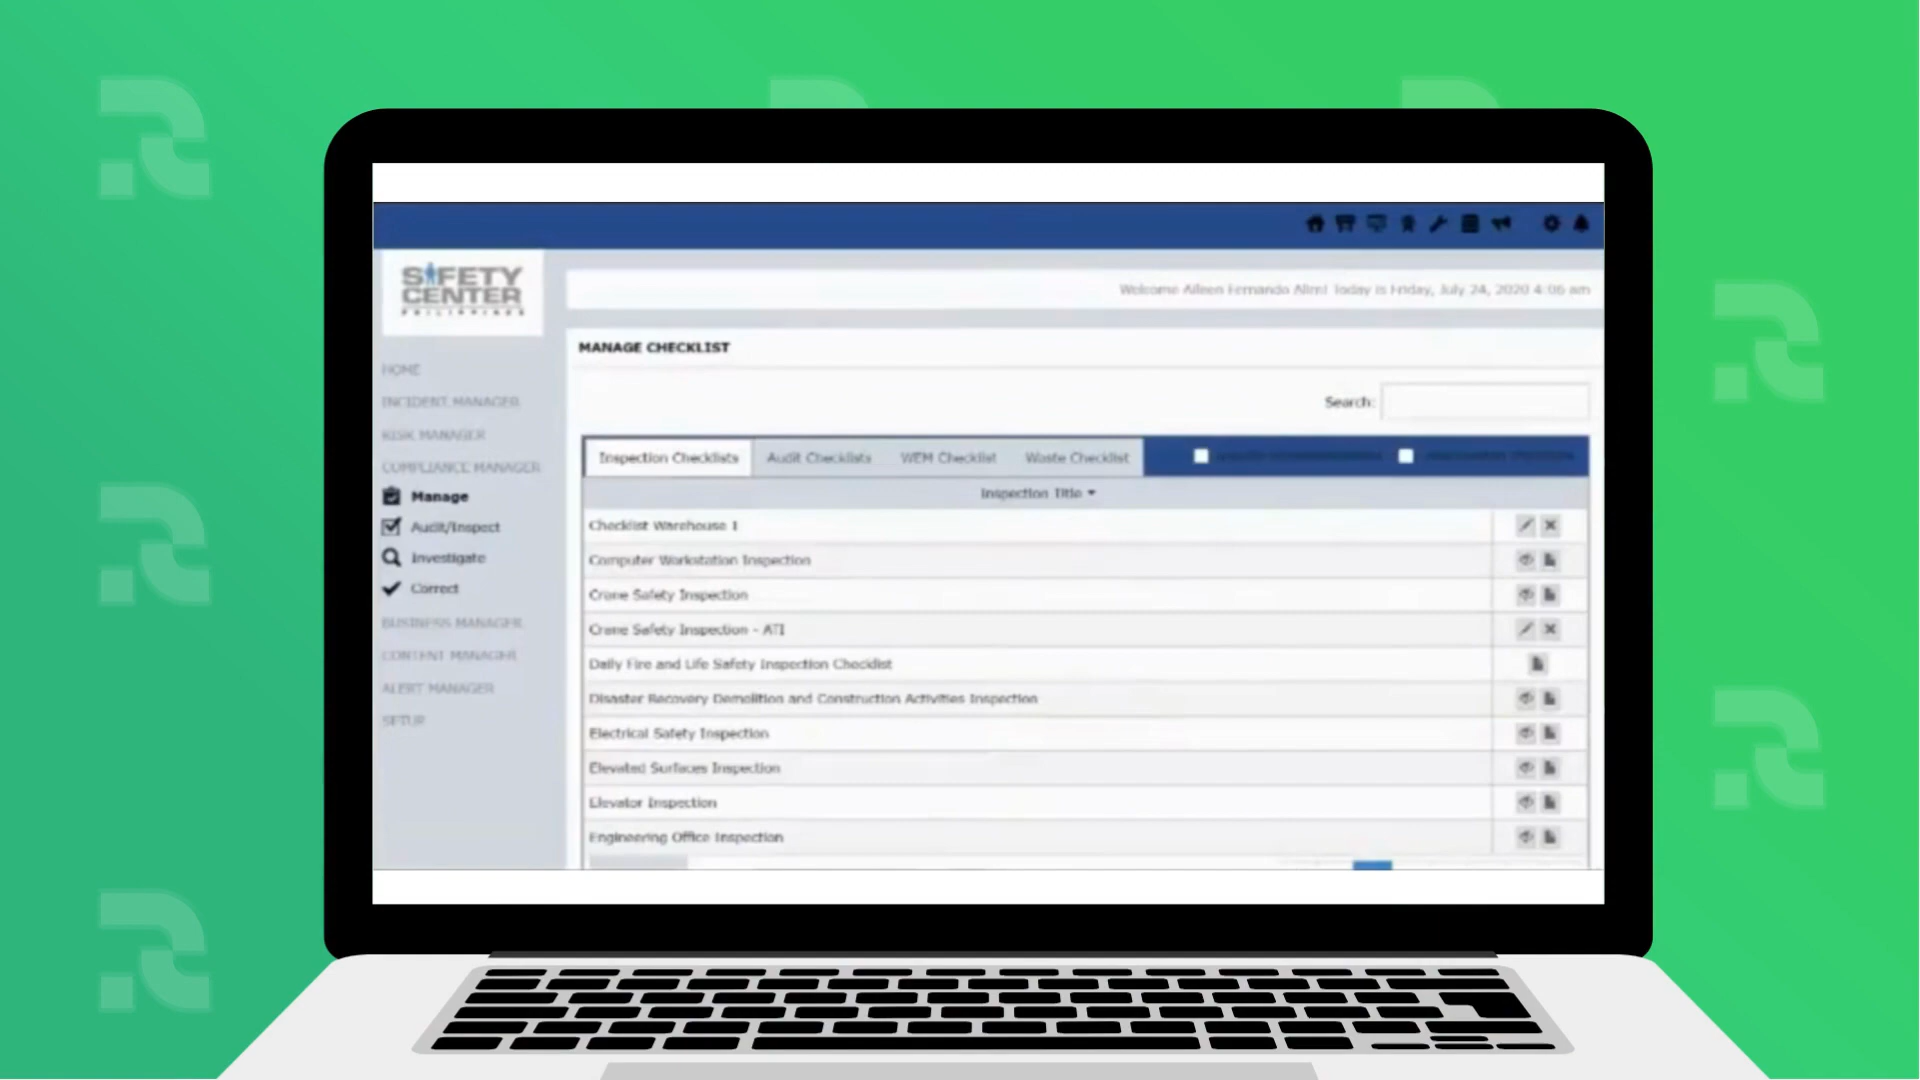 SAFETY
CENTER
PHILIPPINES
Welcome Aileen Fernando Alim! Today is Friday, July 24, 2020 4:06 am
MANAGE CHECKLIST
Search:
HOME
INCIDENT MANAGER
RISK MANAGER
COMPLIANCE MANAGER
Manage
Audit/Inspect
Investigate
Correct
BUSINESS MANAGER
CONTENT MANAGER
ALERT MANAGER
SETUP
Inspection Checklists Audit Checklists WEM Checklist Waste Checklist
Inspection Title
Checklist Warehouse 1
Computer Workstation Inspection
Crane Safety Inspection
Crane Safety Inspection - ATI
Daily Fire and Life Safety Inspection Checklist
Disaster Recovery Demolition and Construction Activities Inspection
Electrical Safety Inspection
Elevated Surfaces Inspection
Elevator Inspection
Engineering Office Inspection